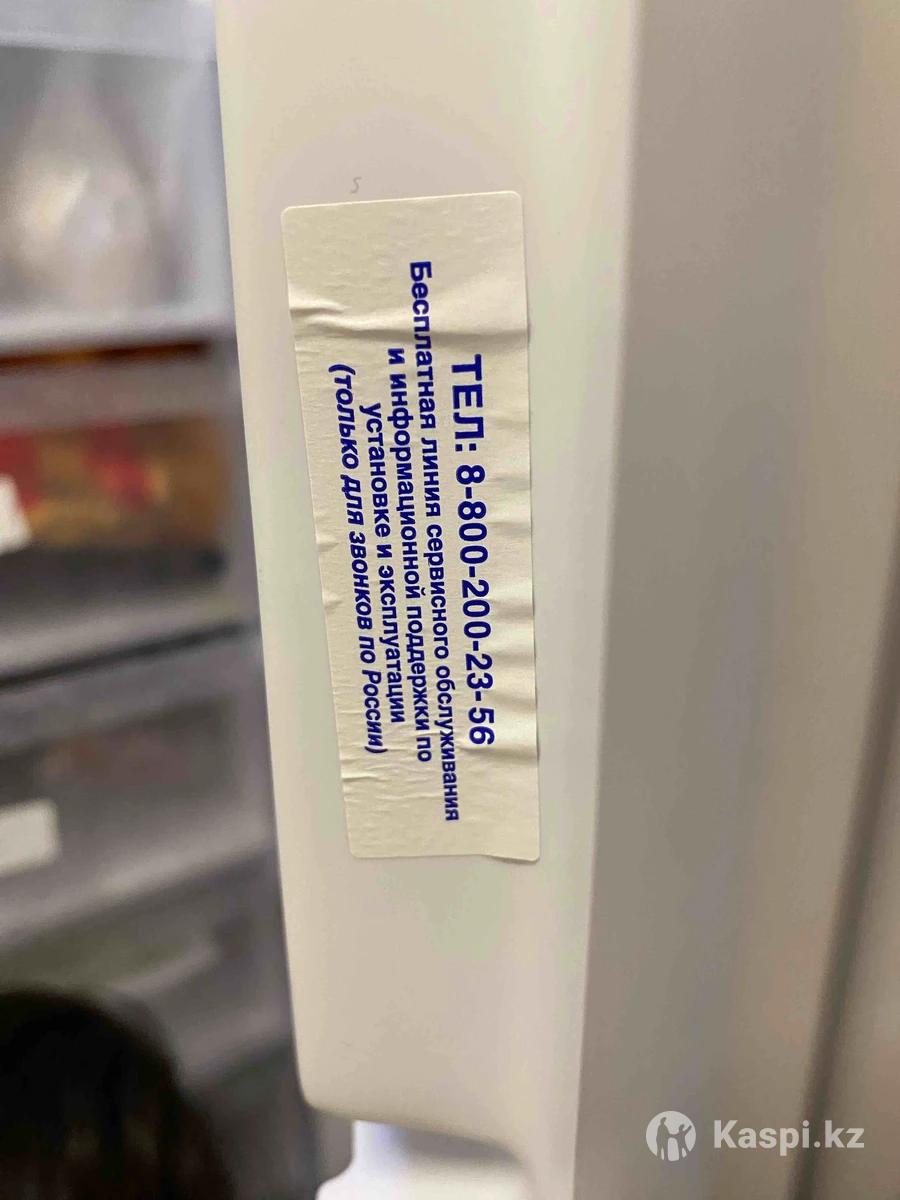 ТЕЛ: 8-800-200-23-56
Бесплатная линия сервисного обслуживания
и информационной поддержки по
установке и эксплуатации
(только для звонков по России)
Kaspi.kz